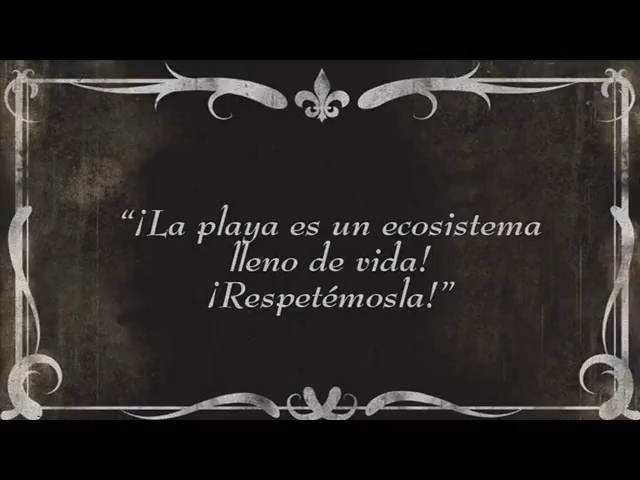 “¡La playa es un ecosistema
lleno de vida!
¡Respetémosla!”